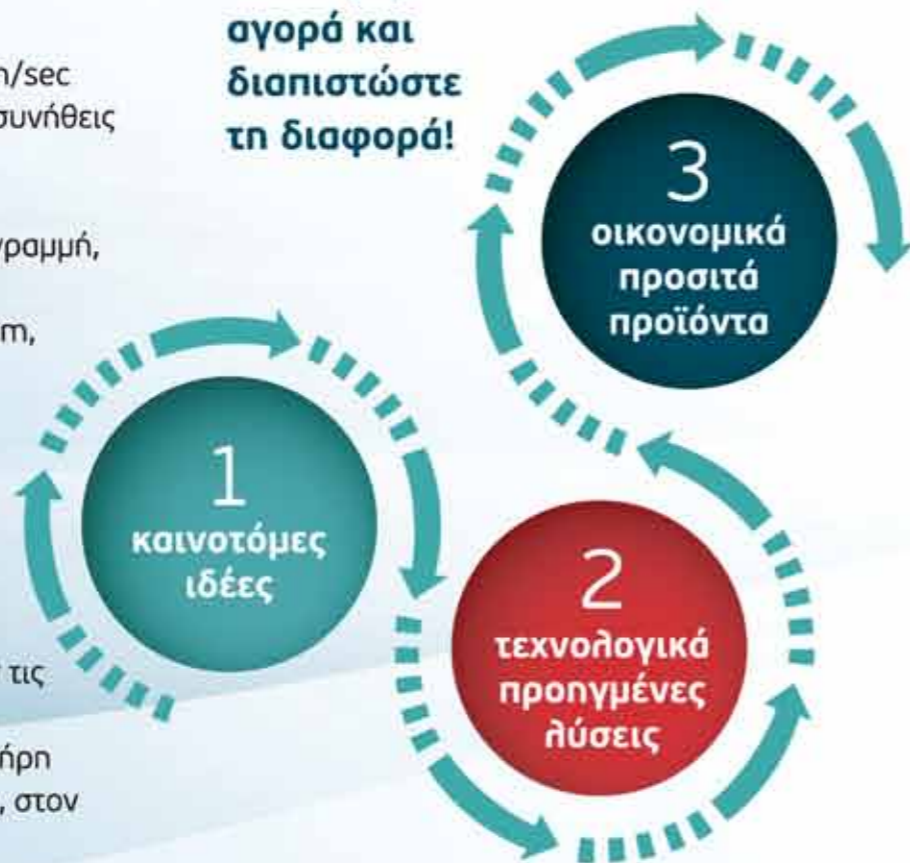 αγορά και
διαπιστώστε
τη διαφορά!
/sec
συνήθεις
γραμμή,
m,
τις
ήρη
, στον
1
καινοτόμες
ιδέες
2
τεχνολογικά
προηγμένες
λύσεις
3
οικονομικά
προσιτά
προϊόντα